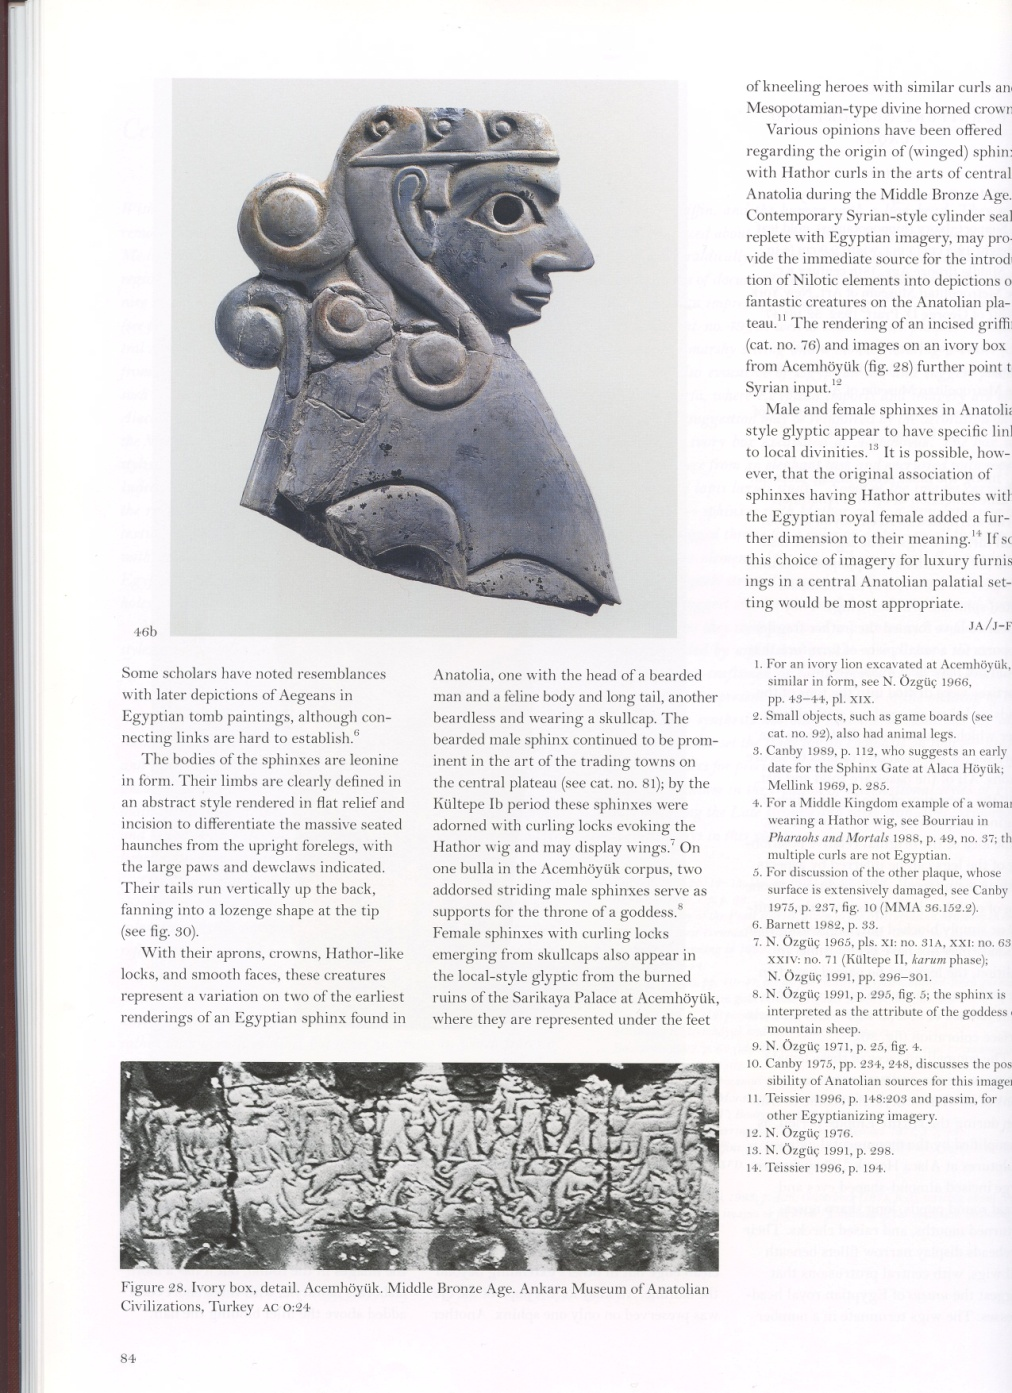 46b
Some scholars have noted resemblances
with later depictions of Aegeans in
Egyptian tomb paintings, although con-
necting links are hard to establish.6
The bodies of the sphinxes are leonine
in form. Their limbs are clearly defined in
an abstract style rendered in flat relief and
incision to differentiate the massive seated
haunches from the upright forelegs, with
the large paws and dewclaws indicated.
Their tails run vertically up the back,
fanning into a lozenge shape at the tip
(see fig. 30).
With their aprons, crowns, Hathor-like
locks, and smooth faces, these creatures
represent a variation on two of the earliest
renderings of an Egyptian sphinx found in
Anatolia, one with the head of a bearded
man and a feline body and long tail, another
beardless and wearing a skullcap. The
bearded male sphinx continued to be prom-
inent in the art of the trading towns on
the central plateau (see cat. no. 81); by the
Kültepe Ib period these sphinxes were
adorned with curling locks evoking the
Hathor wig and may display wings.7 On
one bulla in the Acemhöyük corpus, two
addorsed striding male sphinxes serve as
supports for the throne of a goddess.8
Female sphinxes with curling locks
emerging from skullcaps also appear in
the local-style glyptic from the burned
ruins of the Sarikaya Palace at Acemhöyük,
where they are represented under the feet
of kneeling heroes with similar curls an
Mesopotamian-type divine horned crown
Various opinions have been offered
regarding the origin of (winged) sphin
with Hathor curls in the arts of central
Anatolia during the Middle Bronze Age.
Contemporary Syrian-style cylinder seal
replete with Egyptian imagery, may pro-
vide the immediate source for the introd
tion of Nilotic elements into depictions o
fantastic creatures on the Anatolian pla-
teau.11 The rendering of an incised griffi
(cat. no. 76) and images on an ivory box
from Acemhöyük (fig. 28) further point t
Syrian input.12
Male and female sphinxes in Anatolia
style glyptic appear to have specific link
to local divinities.13 It is possible, how-
ever, that the original association of
sphinxes having Hathor attributes with
the Egyptian royal female added a fur-
ther dimension to their meaning.14 If so
this choice of imagery for luxury furnis
ings in a central Anatolian palatial set-
ting would be most appropriate.
JA/J-F
1. For an ivory lion excavated at Acemhöyük,
similar in form, see N. Özgüç 1966,
pp. 43–44, pl. XIX.
2. Small objects, such as game boards (see
cat. no. 92), also had animal legs.
3. Canby 1989, p. 112, who suggests an early
date for the Sphinx Gate at Alaca Höyük;
Mellink 1969, p. 285.
4. For a Middle Kingdom example of a woman
wearing a Hathor wig, see Bourriau in
Pharaohs and Mortals 1988, p. 49, no. 37; th
multiple curls are not Egyptian.
5. For discussion of the other plaque, whose
surface is extensively damaged, see Canby
1975, p. 237, fig. 10 (MMA 36.152.2).
6. Barnett 1982, p. 33.
7. N. Özgüç 1965, pls. XI: no. 31A, XXI: no. 63
XXIV: no. 71 (Kültepe II, karum phase);
N. Özgüç 1991, pp. 296–301.
8. N. Özgüç 1991, p. 295, fig. 5; the sphinx is
interpreted as the attribute of the goddess
mountain sheep.
9. N. Özgüç 1971, p. 25, fig. 4.
10. Canby 1975, pp. 234, 248, discusses the pos
sibility of Anatolian sources for this image
11. Teissier 1996, p. 148:203 and passim, for
other Egyptianizing imagery.
12. N. Özgüç 1976.
13. N. Özgüç 1991, p. 298.
14. Teissier 1996, p. 194.
Figure 28. Ivory box, detail. Acemhöyük. Middle Bronze Age. Ankara Museum of Anatolian
Civilizations, Turkey AC 0:24
84